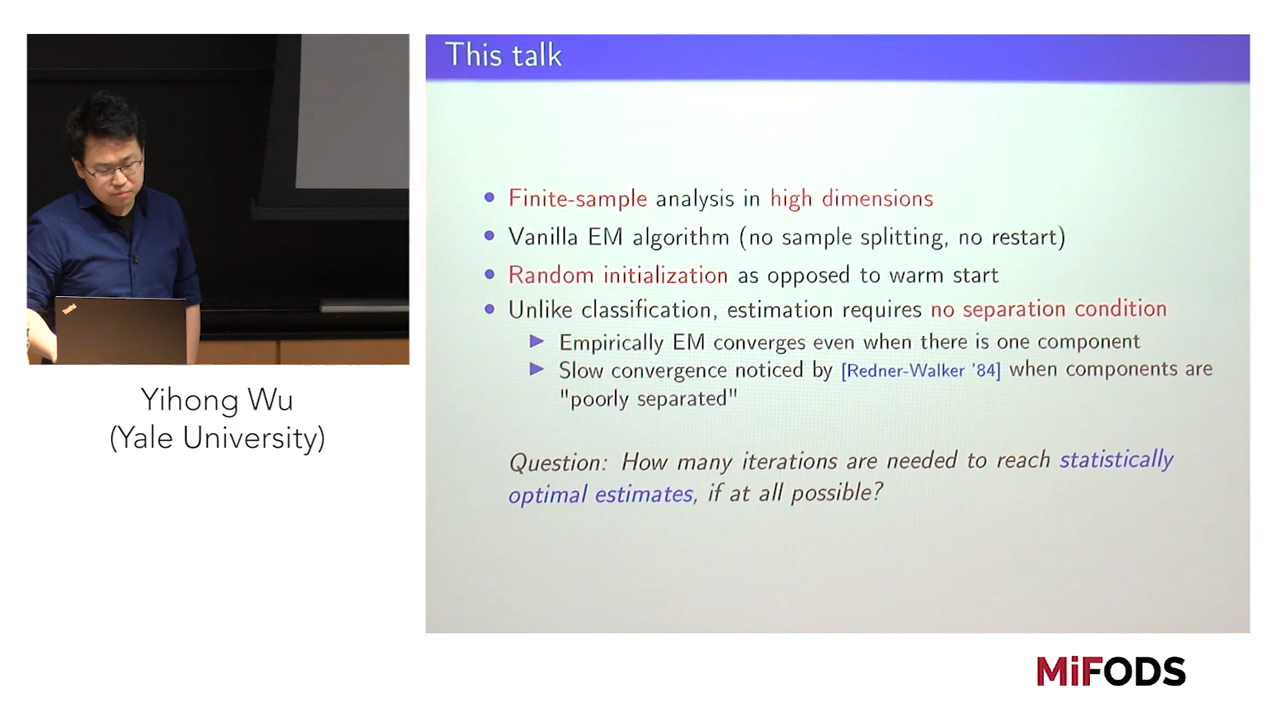 This talk
Finite-sample analysis in high dimensions
Vanilla EM algorithm (no sample splitting, no restart)
Random initialization as opposed to warm start
Unlike classification, estimation requires no separation condition
Empirically EM converges even when there is one component
Slow convergence noticed by [Redner-Walker '84] when components are
"poorly separated"
Question: How many iterations are needed to reach statistically
optimal estimates, if at all possible?
Yihong Wu
(Yale University)
MiFODS